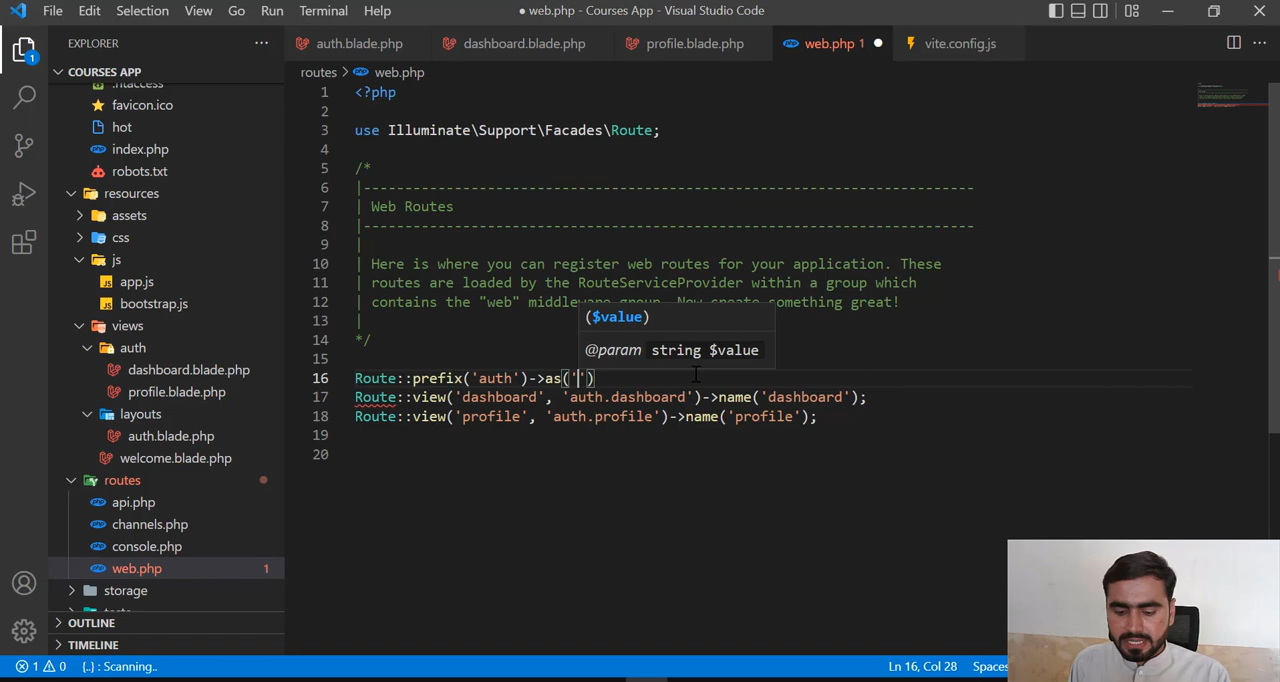 File Edit Selection View Go Run Terminal Help
● web.php - Courses App - Visual Studio Code
EXPLORER
auth.blade.php dashboard.blade.php profile.blade.php web.php 1 vite.config.js
COURSES APP
routes > web.php
.htaccess
favicon.ico
hot
index.php
robots.txt
resources
assets
css
js
app.js
bootstrap.js
views
auth
dashboard.blade.php
profile.blade.php
layouts
auth.blade.php
welcome.blade.php
routes
api.php
channels.php
console.php
web.php 1
storage
OUTLINE
TIMELINE
1 <?php
2
3 use Illuminate\Support\Facades\Route;
4
5 /*
6 |--------------------------------------------------------------------------
7 | Web Routes
8 |--------------------------------------------------------------------------
9 |
10 | Here is where you can register web routes for your application. These
11 | routes are loaded by the RouteServiceProvider within a group which
12 | contains the "web" middleware group. Now create something great!
13 |
14 */
15
16 Route::prefix('auth')->as('')
17 Route::view('dashboard', 'auth.dashboard')->name('dashboard');
18 Route::view('profile', 'auth.profile')->name('profile');
19
20
($value)
@param string $value
1 0 {..} : Scanning..
Ln 16, Col 28 Spaces
1